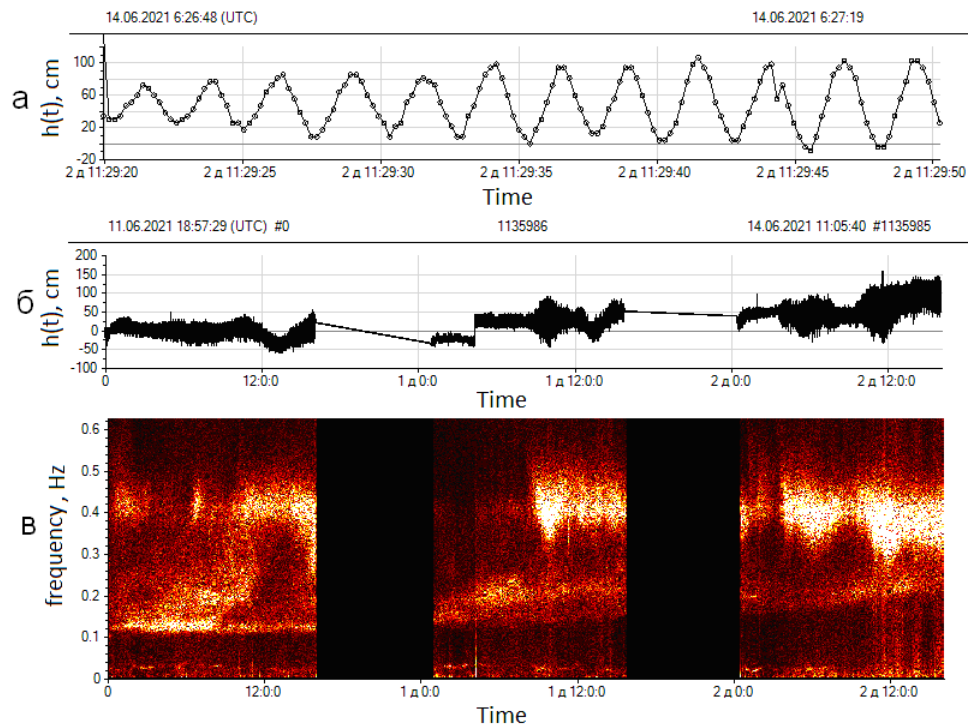 14.06.2021 6:26:48 (UTC) 14.06.2021 6:27:19
а
h(t), cm
100
60
20
-20
2 д 11:29:20 2 д 11:29:25 2 д 11:29:30 2 д 11:29:35 2 д 11:29:40 2 д 11:29:45 2 д 11:29:50
Time
11.06.2021 18:57:29 (UTC) #0 1135986 14.06.2021 11:05:40 #1135985
б
h(t), cm
200
150
100
50
0
-50
-100
0 12:0:0 1 д 0:0 1 д 12:0:0 2 д 0:0 2 д 12:0:0
Time
в
frequency , Hz
0.6
0.5
0.4
0.3
0.2
0.1
0
0 12:0:0 1 д 0:0 1 д 12:0:0 2 д 0:0 2 д 12:0:0
Time